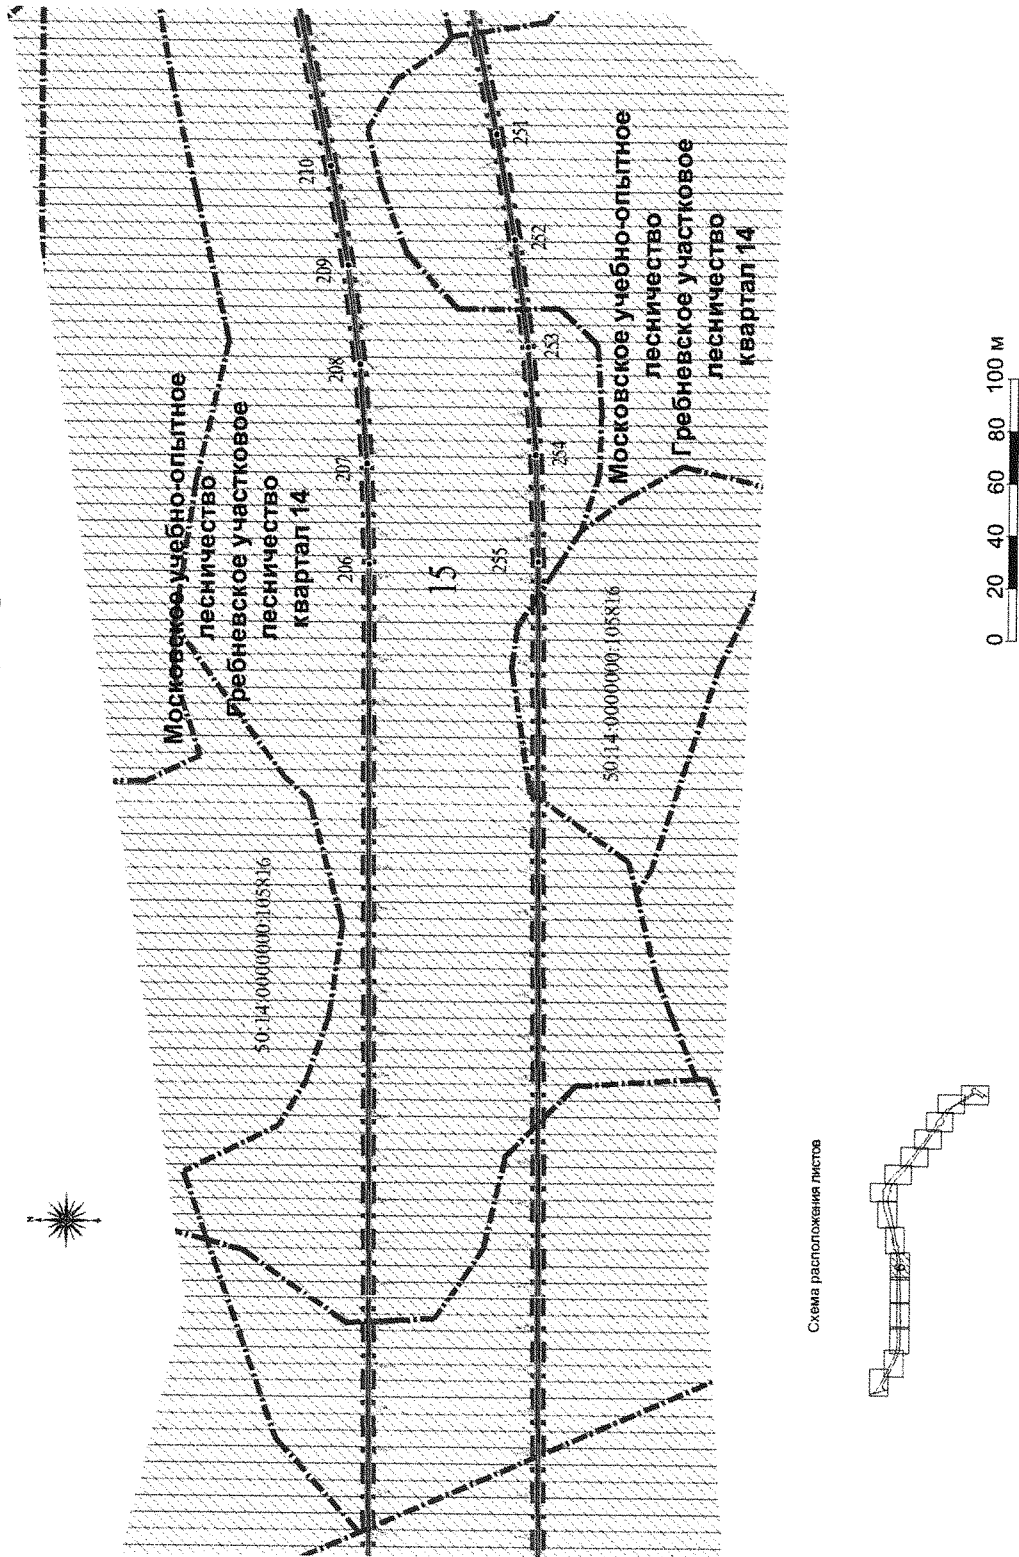 Московское учебно-опытное
лесничество
Гребневское участковое
лесничество
квартал 14
206
207
208
209
210
50:14:0000000:105816
15
251
252
253
254
255
Московское учебно-опытное
лесничество
Гребневское участковое
лесничество
квартал 14
50:14:0000000:105816
0 20 40 60 80 100 м
Схема расположения листов
6